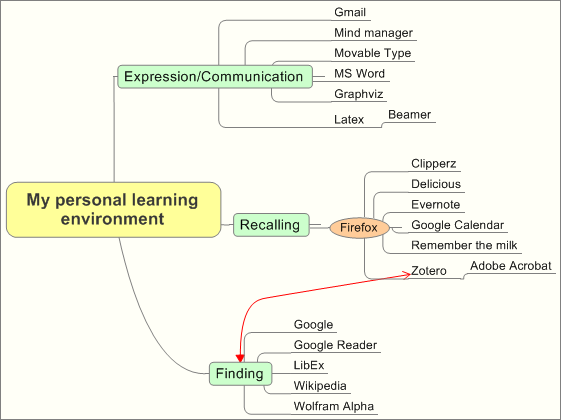 Gmail
Mind manager
Movable Type
Expression/Communication
MS Word
Graphviz
Latex
Beamer
My personal learning
environment
Clipperz
Delicious
Evernote
Recalling
Firefox
Google Calendar
Remember the milk
Zotero
Adobe Acrobat
Google
Google Reader
Finding
LibEx
Wikipedia
Wolfram Alpha